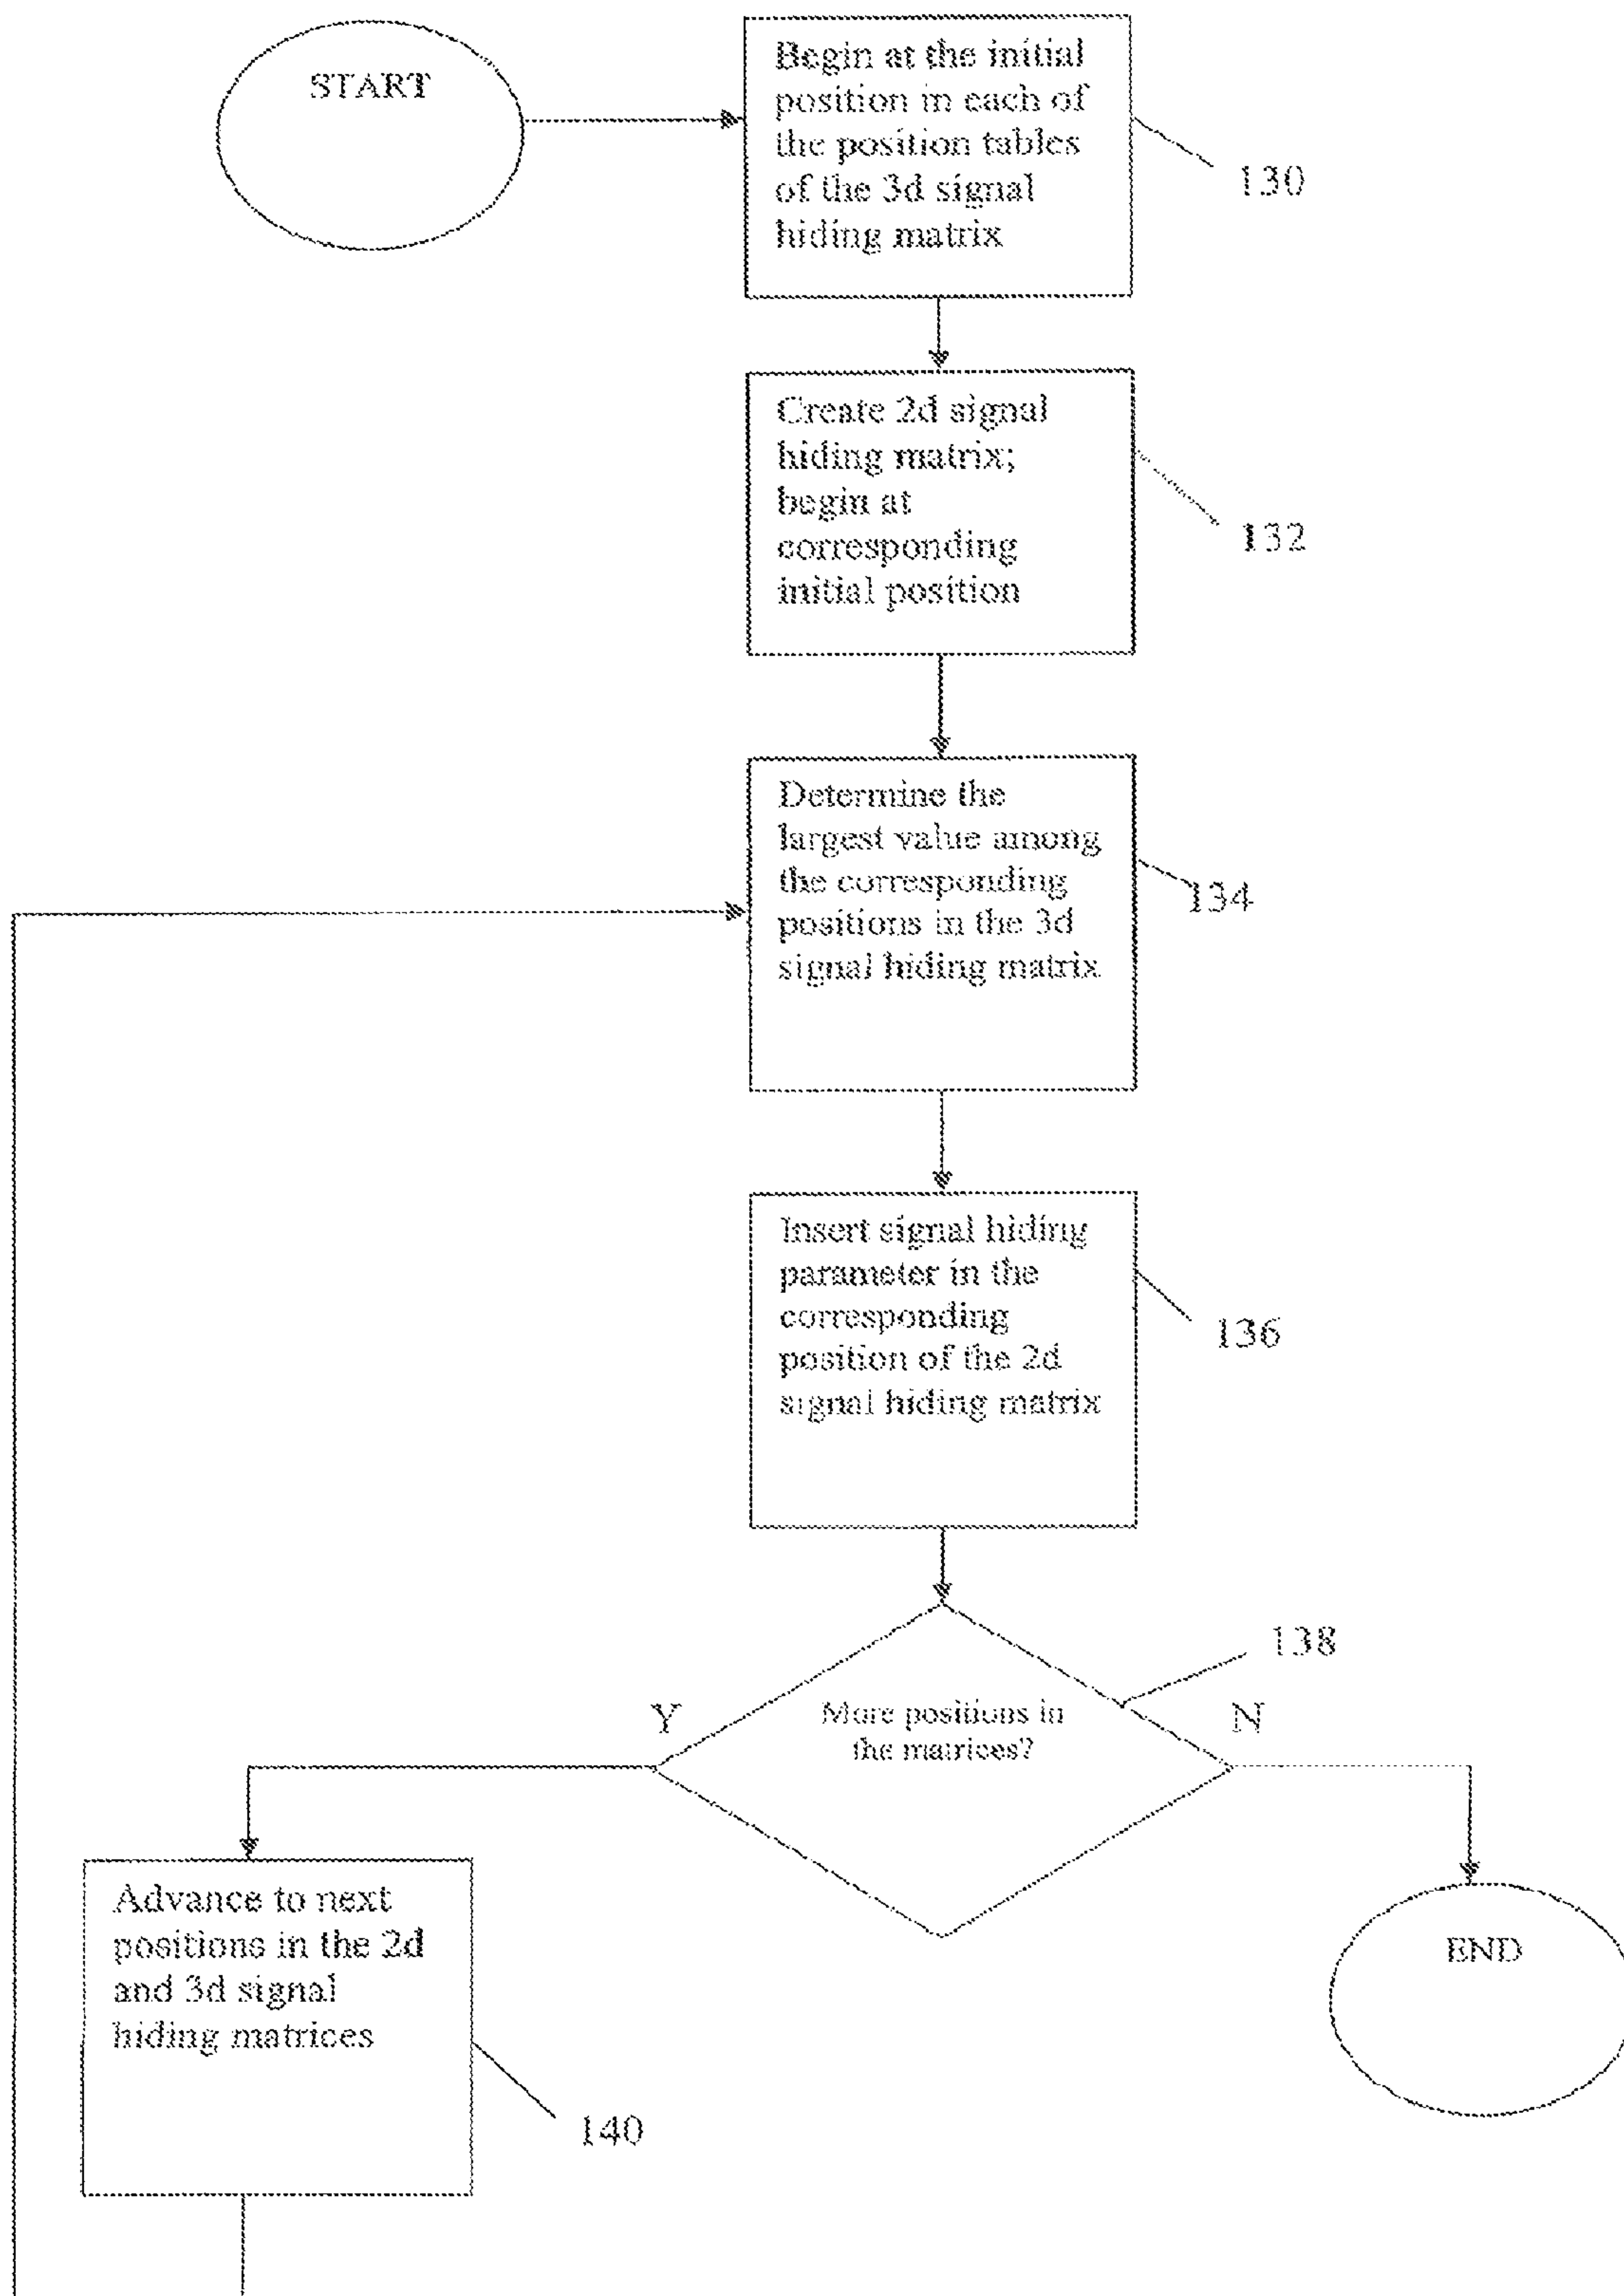 START
Begin at the initial
position in each of
the position tables
of the 3d signal
hiding matrix
130
Create 2d signal
hiding matrix;
begin at
corresponding
initial position
132
Determine the
largest value among
the corresponding
positions in the 3d
signal hiding matrix
134
Insert signal hiding
parameter in the
corresponding
position of the 2d
signal hiding matrix
136
138
Y
More positions in
the matrices?
N
Advance to next
positions in the 2d
and 3d signal
hiding matrices
140
END